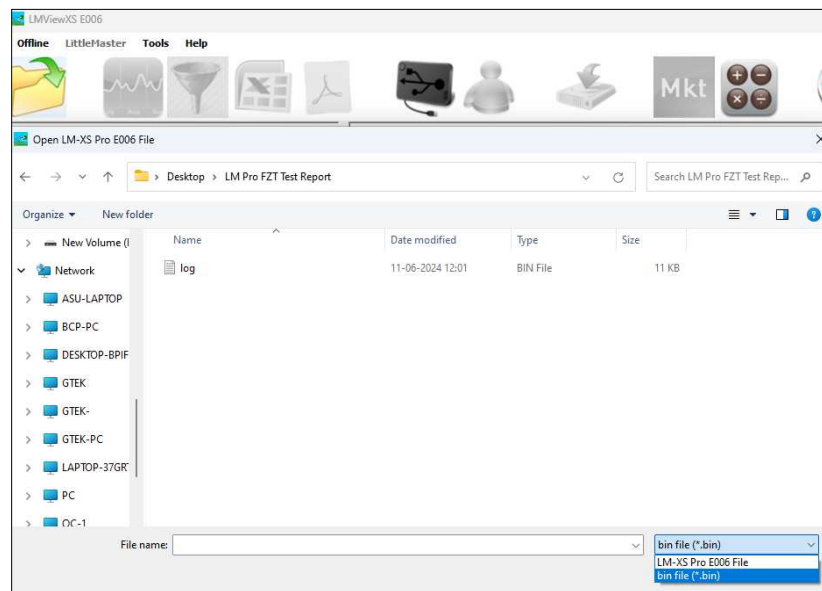 LMViewXS E006
Offline LittleMaster Tools Help
Mkt
Open LM-XS Pro E006 File
Desktop > LM Pro FZT Test Report
Search LM Pro FZT Test Rep...
Organize New folder
Name Date modified Type Size
New Volume (
log 11-06-2024 12:01 BIN File 11 KB
Network
ASU-LAPTOP
BCP-PC
DESKTOP-BPIF
GTEK
GTEK-
GTEK-PC
LAPTOP-37GR
PC
OC-1
File name:
bin file (*.bin)
LM-XS Pro E006 File
bin file (*.bin)